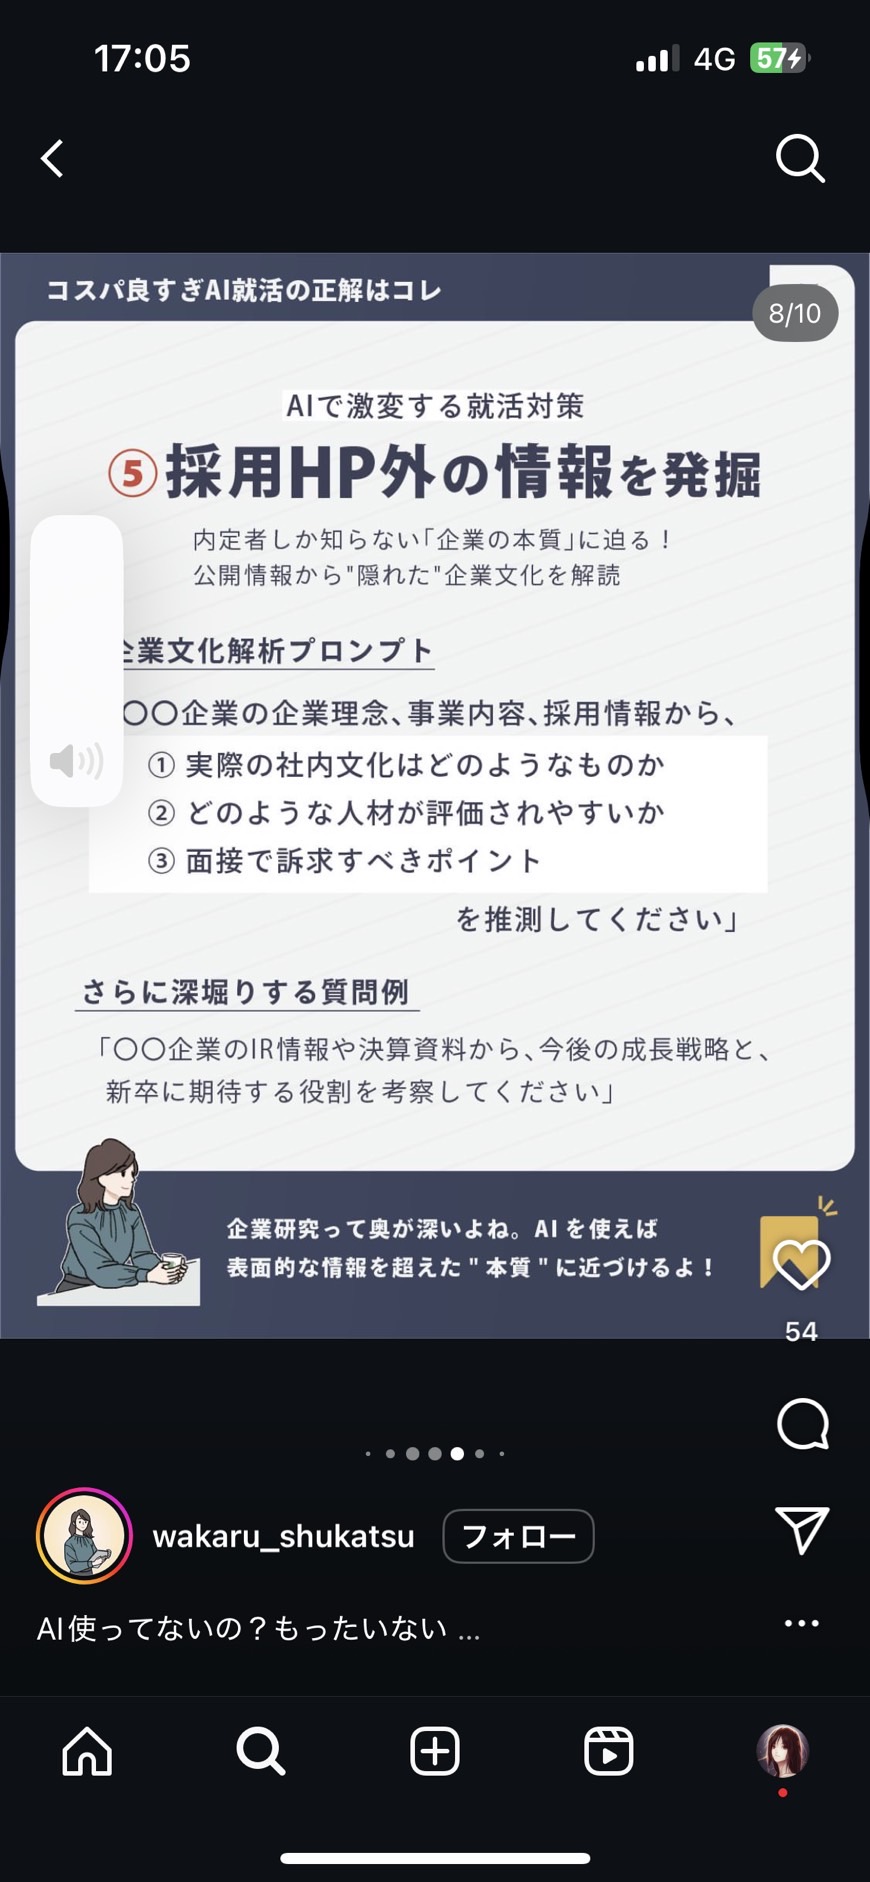 17:05
4G
57
コスパ良すぎAI就活の正解はコレ
8/10
AIで激変する就活対策
⑤採用HP外の情報を発掘
内定者しか知らない「企業の本質」に迫る！
公開情報から"隠れた"企業文化を解読
企業文化解析プロンプト
〇〇企業の企業理念、事業内容、採用情報から、
① 実際の社内文化はどのようなものか
② どのような人材が評価されやすいか
③ 面接で訴求すべきポイント
を推測してください」
さらに深堀りする質問例
「〇〇企業のIR情報や決算資料から、今後の成長戦略と、
新卒に期待する役割を考察してください」
企業研究って奥が深いよね。AI を使えば
表面的な情報を超えた " 本質 " に近づけるよ！
54
wakaru_shukatsu
フォロー
AI使ってないの？もったいない ...